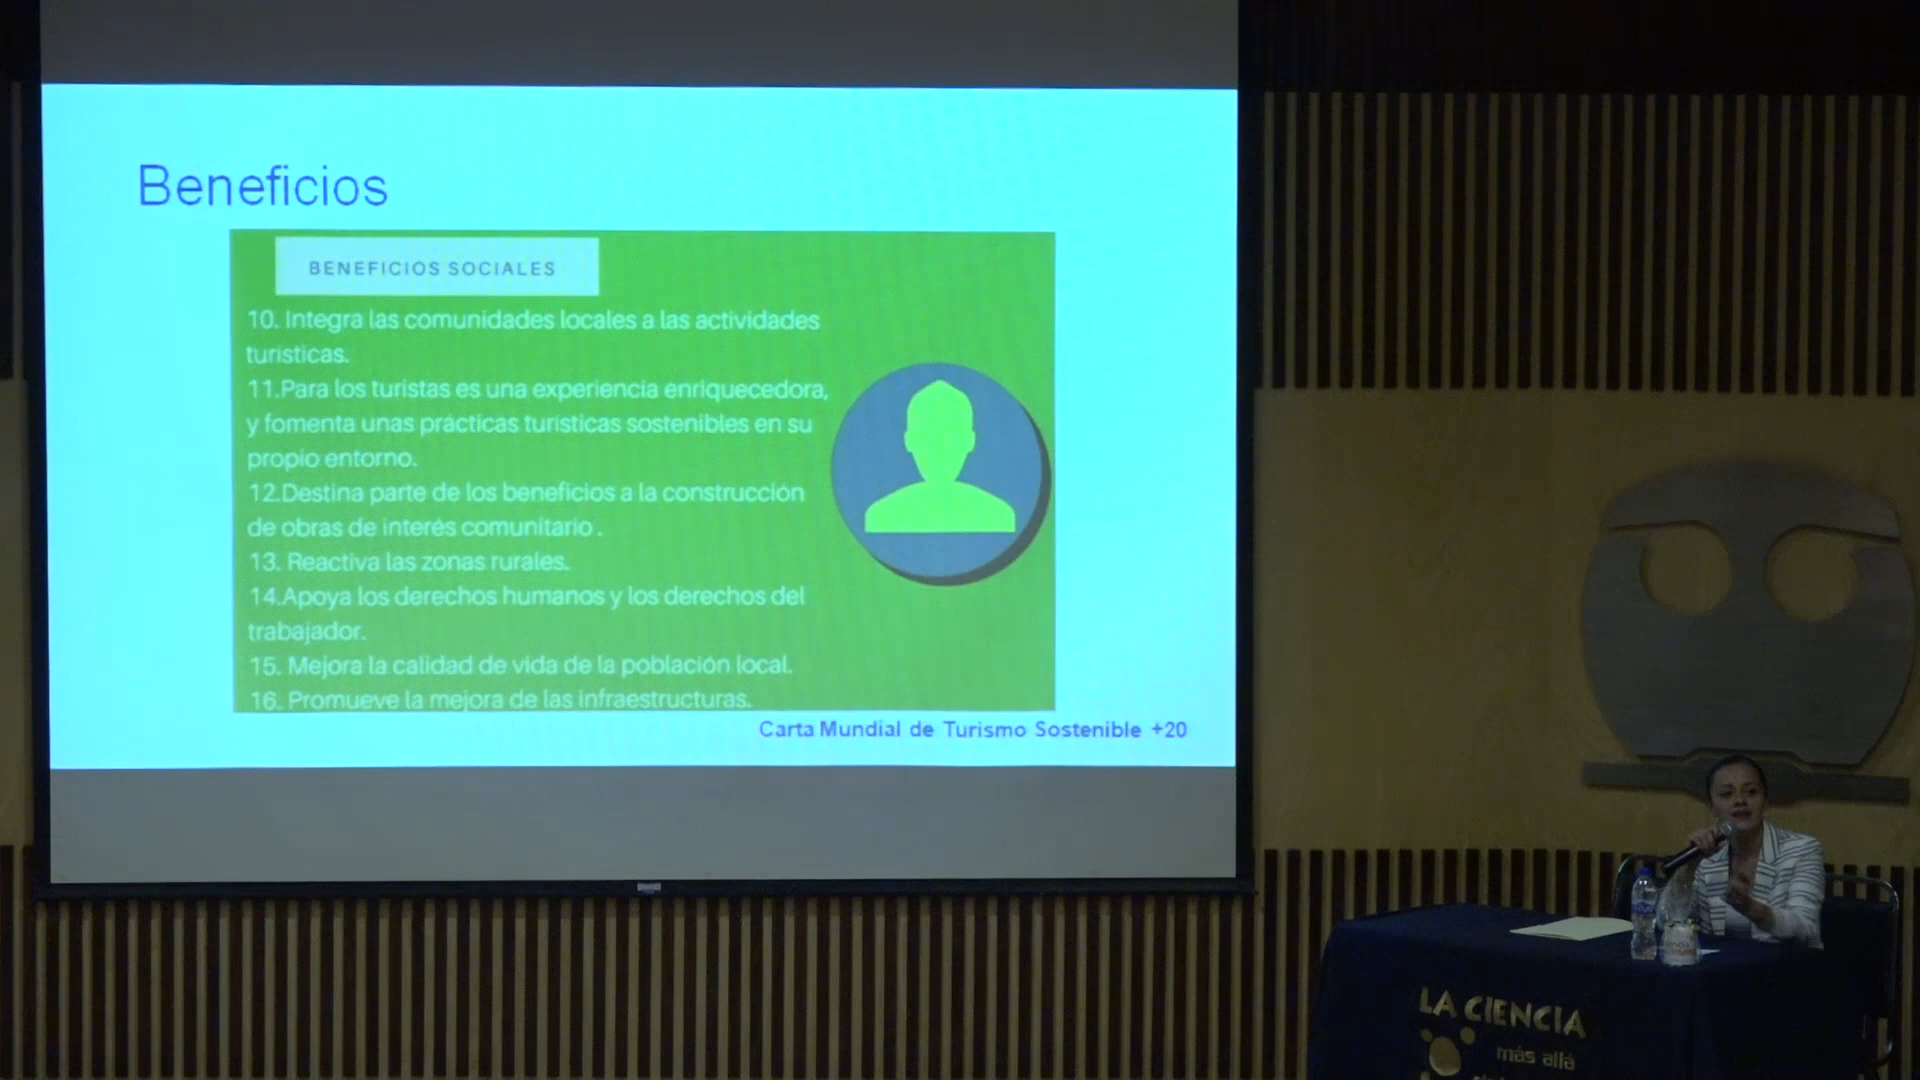 Beneficios
BENEFICIOS SOCIALES
10. Integra las comunidades locales a las actividades
turísticas.
11.Para los turistas es una experiencia enriquecedora,
y fomenta unas prácticas turísticas sostenibles en su
propio entorno.
12.Destina parte de los beneficios a la construcción
de obras de interés comunitario .
13. Reactiva las zonas rurales.
14.Apoya los derechos humanos y los derechos del
trabajador.
15. Mejora la calidad de vida de la población local.
16. Promueve la mejora de las infraestructuras.
Carta Mundial de Turismo Sostenible +20
LA CIENCIA
más allá